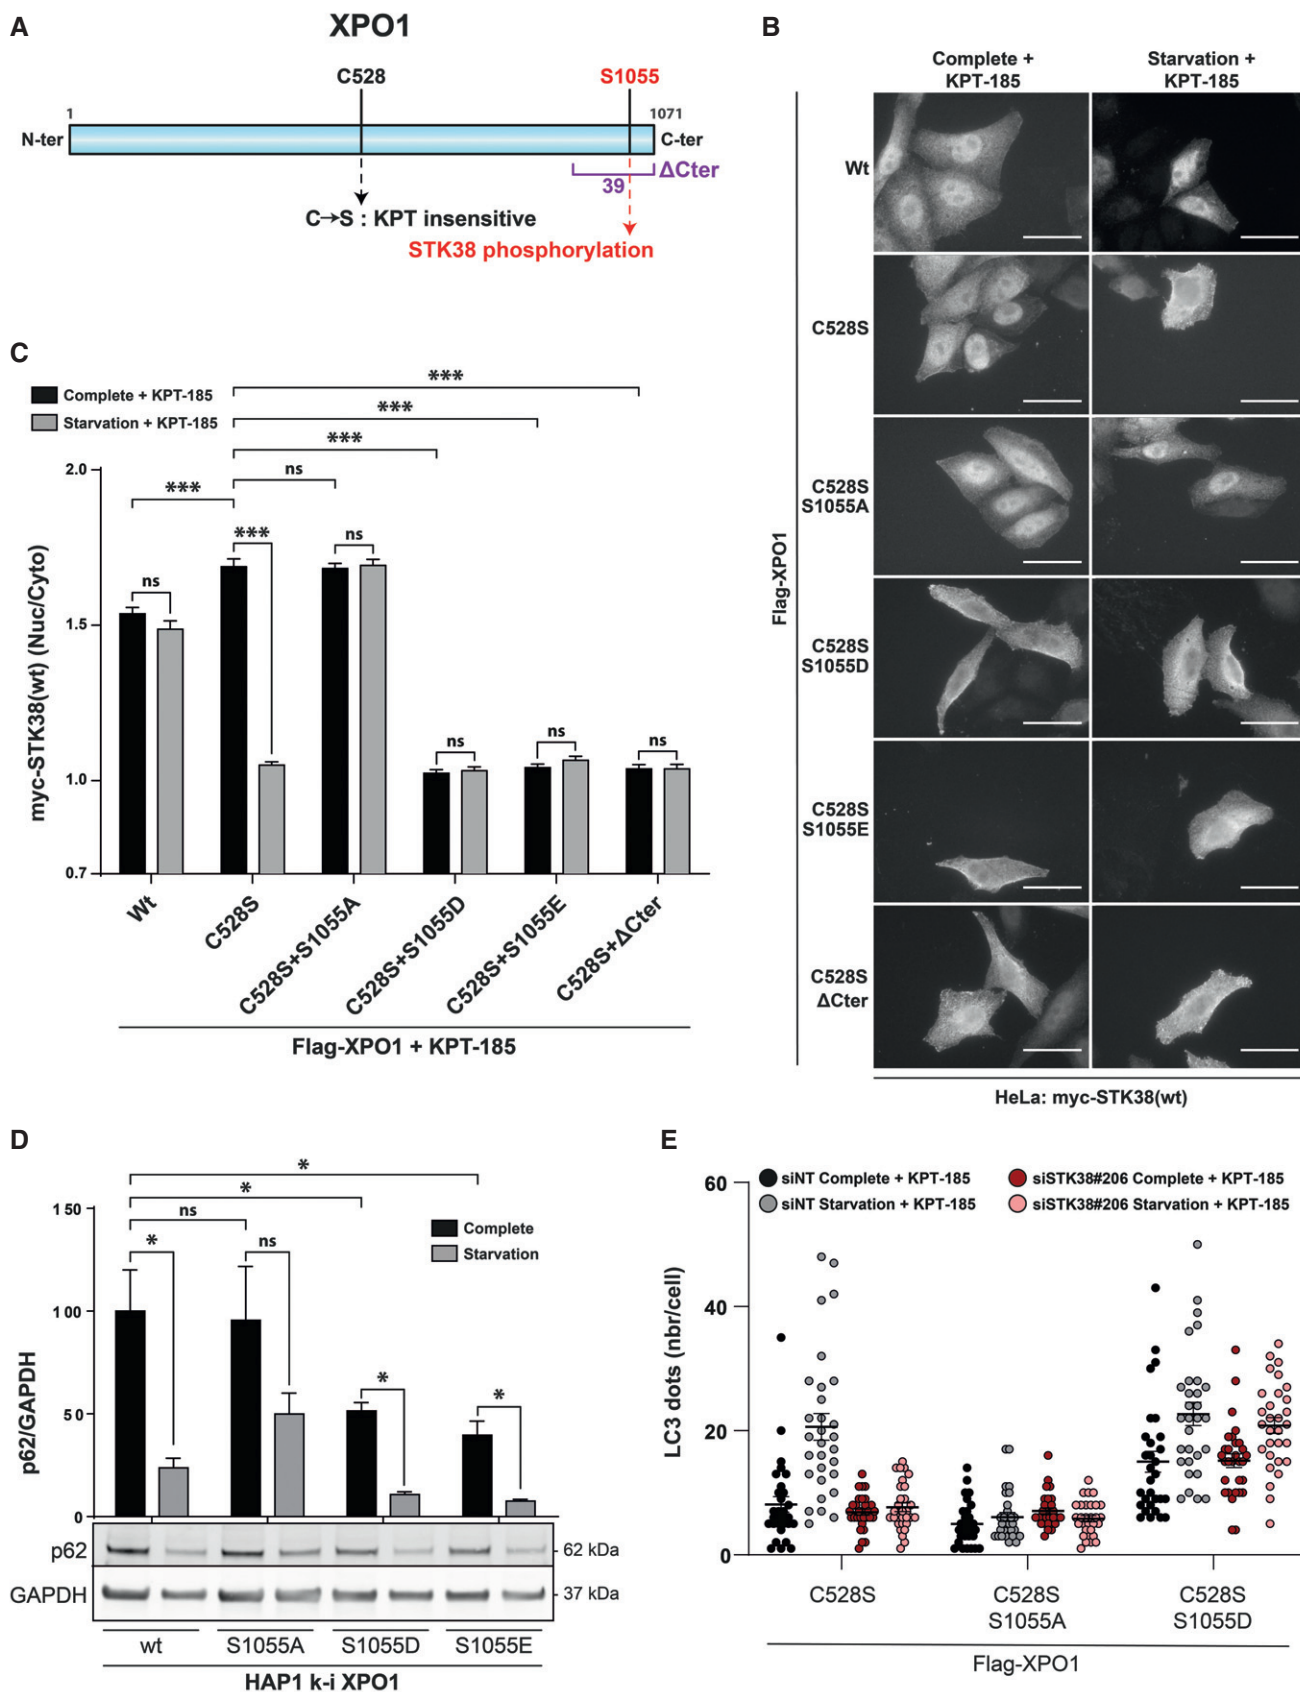 A
XPO1
C528
S1055
1
1071
N-ter
C-ter
ΔCter
39
C→S : KPT insensitive
STK38 phosphorylation
B
Complete +
KPT-185
Starvation +
KPT-185
Wt
C528S
C528S
S1055A
C528S
S1055D
C528S
S1055E
C528S
ΔCter
Flag-XPO1
HeLa: myc-STK38(wt)
C
Complete + KPT-185
Starvation + KPT-185
***
***
***
ns
***
***
ns
ns
ns
ns
ns
2.0
1.5
1.0
0.7
myc-STK38(wt) (Nuc/Cyto)
Wt
C528S
C528S+S1055A
C528S+S1055D
C528S+S1055E
C528S+ΔCter
Flag-XPO1 + KPT-185
D
*
*
ns
*
ns
*
*
Complete
Starvation
150
100
50
0
p62/GAPDH
p62
62 kDa
GAPDH
37 kDa
wt
S1055A
S1055D
S1055E
HAP1 k-i XPO1
E
siNT Complete + KPT-185
siNT Starvation + KPT-185
siSTK38#206 Complete + KPT-185
siSTK38#206 Starvation + KPT-185
60
40
20
0
LC3 dots (nbr/cell)
C528S
C528S
S1055A
C528S
S1055D
Flag-XPO1